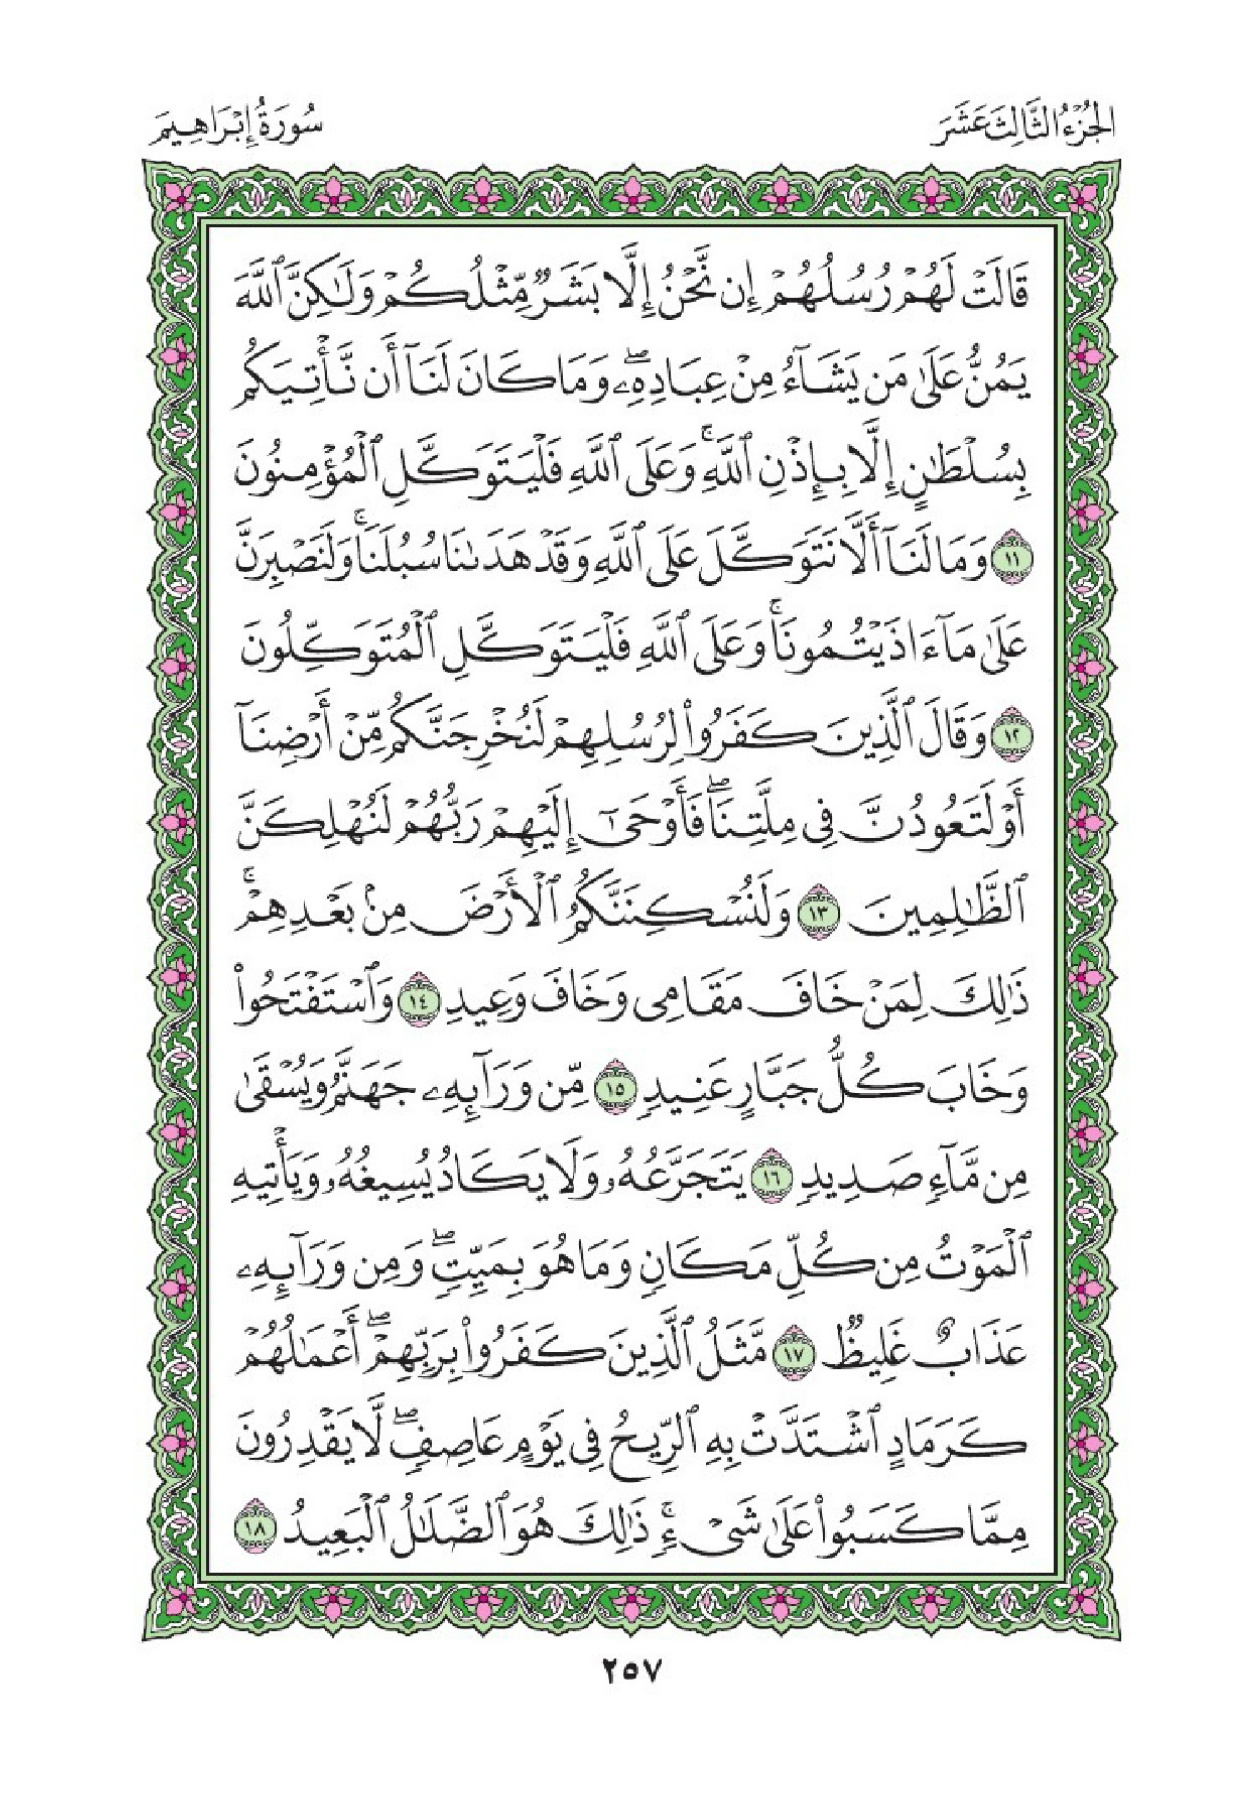 الجُزْءُ الثَّالِثَ عَشَرَ
سُورَةُ إِبْرَاهِيمَ
قَالَتْ لَهُمْ رُسُلُهُمْ إِن نَّحْنُ إِلَّا بَشَرٌ مِّثْلُكُمْ وَلَٰكِنَّ ٱللَّهَ
يَمُنُّ عَلَىٰ مَن يَشَآءُ مِنْ عِبَادِهِۦۖ وَمَا كَانَ لَنَآ أَن نَّأْتِيَكُم
بِسُلْطَٰنٍ إِلَّا بِإِذْنِ ٱللَّهِۚ وَعَلَى ٱللَّهِ فَلْيَتَوَكَّلِ ٱلْمُؤْمِنُونَ
١١ وَمَا لَنَآ أَلَّا نَتَوَكَّلَ عَلَى ٱللَّهِ وَقَدْ هَدَىٰنَا سُبُلَنَاۚ وَلَنَصْبِرَنَّ
عَلَىٰ مَآ ءَاذَيْتُمُونَاۚ وَعَلَى ٱللَّهِ فَلْيَتَوَكَّلِ ٱلْمُتَوَكِّلُونَ
١٢ وَقَالَ ٱلَّذِينَ كَفَرُوا۟ لِرُسُلِهِمْ لَنُخْرِجَنَّكُم مِّنْ أَرْضِنَآ
أَوْ لَتَعُودُنَّ فِى مِلَّتِنَاۖ فَأَوْحَىٰٓ إِلَيْهِمْ رَبُّهُمْ لَنُهْلِكَنَّ
ٱلظَّٰلِمِينَ ١٣ وَلَنُسْكِنَنَّكُمُ ٱلْأَرْضَ مِنۢ بَعْدِهِمْۚ
ذَٰلِكَ لِمَنْ خَافَ مَقَامِى وَخَافَ وَعِيدِ ١٤ وَٱسْتَفْتَحُوا۟
وَخَابَ كُلُّ جَبَّارٍ عَنِيدٍ ١٥ مِّن وَرَآئِهِۦ جَهَنَّمُ وَيُسْقَىٰ
مِن مَّآءٍ صَدِيدٍ ١٦ يَتَجَرَّعُهُۥ وَلَا يَكَادُ يُسِيغُهُۥ وَيَأْتِيهِ
ٱلْمَوْتُ مِن كُلِّ مَكَانٍ وَمَا هُوَ بِمَيِّتٍۖ وَمِن وَرَآئِهِۦ
عَذَابٌ غَلِيظٌ ١٧ مَّثَلُ ٱلَّذِينَ كَفَرُوا۟ بِرَبِّهِمْۖ أَعْمَٰلُهُمْ
كَرَمَادٍ ٱشْتَدَّتْ بِهِ ٱلرِّيحُ فِى يَوْمٍ عَاصِفٍۖ لَّا يَقْدِرُونَ
مِمَّا كَسَبُوا۟ عَلَىٰ شَىْءٍۚ ذَٰلِكَ هُوَ ٱلضَّلَٰلُ ٱلْبَعِيدُ ١٨
٢٥٧